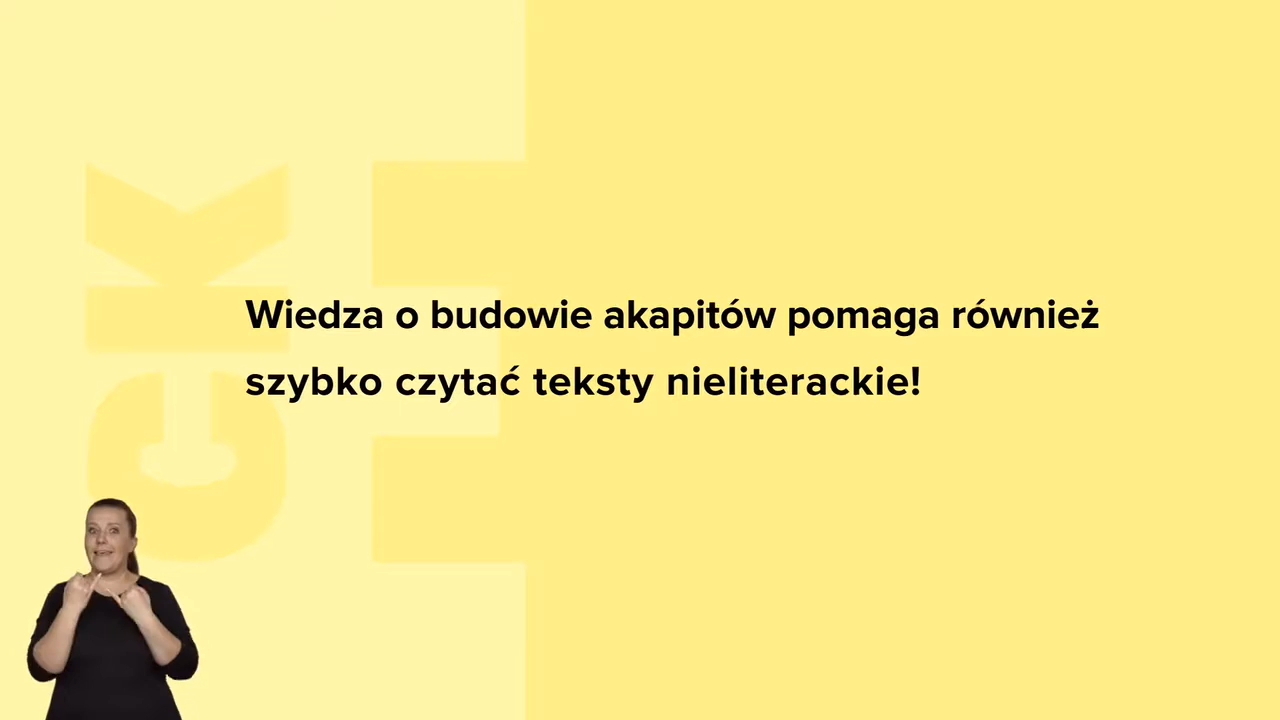 Wiedza o budowie akapitów pomaga również
szybko czytać teksty nieliterackie!